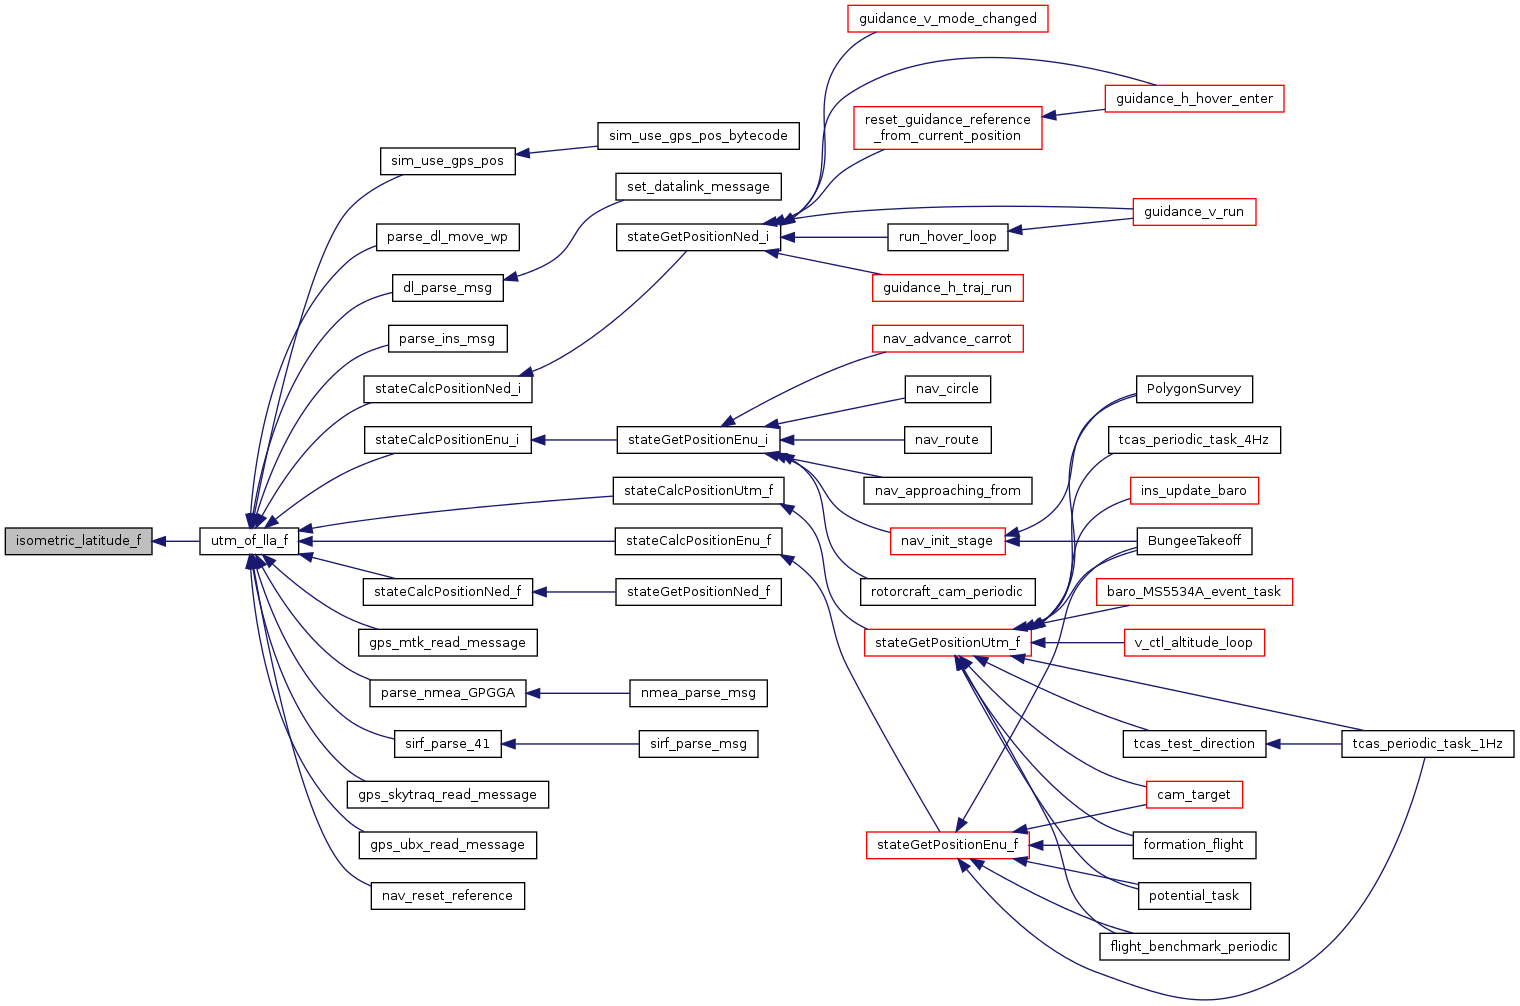 isometric_latitude_f
utm_of_lla_f
sim_use_gps_pos
parse_dl_move_wp
dl_parse_msg
parse_ins_msg
stateCalcPositionNed_i
stateCalcPositionEnu_i
stateCalcPositionUtm_f
stateCalcPositionEnu_f
stateCalcPositionNed_f
gps_mtk_read_message
parse_nmea_GPGGA
sirf_parse_41
gps_skytraq_read_message
gps_ubx_read_message
nav_reset_reference
sim_use_gps_pos_bytecode
set_datalink_message
stateGetPositionNed_i
stateGetPositionEnu_i
stateGetPositionNed_f
nmea_parse_msg
sirf_parse_msg
guidance_v_mode_changed
reset_guidance_reference
_from_current_position
run_hover_loop
guidance_h_traj_run
nav_advance_carrot
nav_circle
nav_route
nav_approaching_from
nav_init_stage
rotorcraft_cam_periodic
stateGetPositionUtm_f
stateGetPositionEnu_f
guidance_h_hover_enter
guidance_v_run
PolygonSurvey
tcas_periodic_task_4Hz
ins_update_baro
BungeeTakeoff
baro_MS5534A_event_task
v_ctl_altitude_loop
tcas_test_direction
cam_target
formation_flight
potential_task
flight_benchmark_periodic
tcas_periodic_task_1Hz